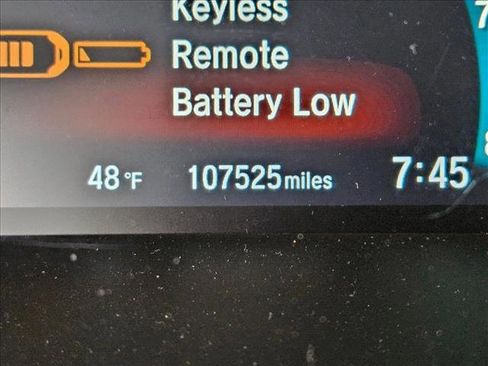 Keyless
Remote
Battery Low
48 °F 107525 miles 7:45